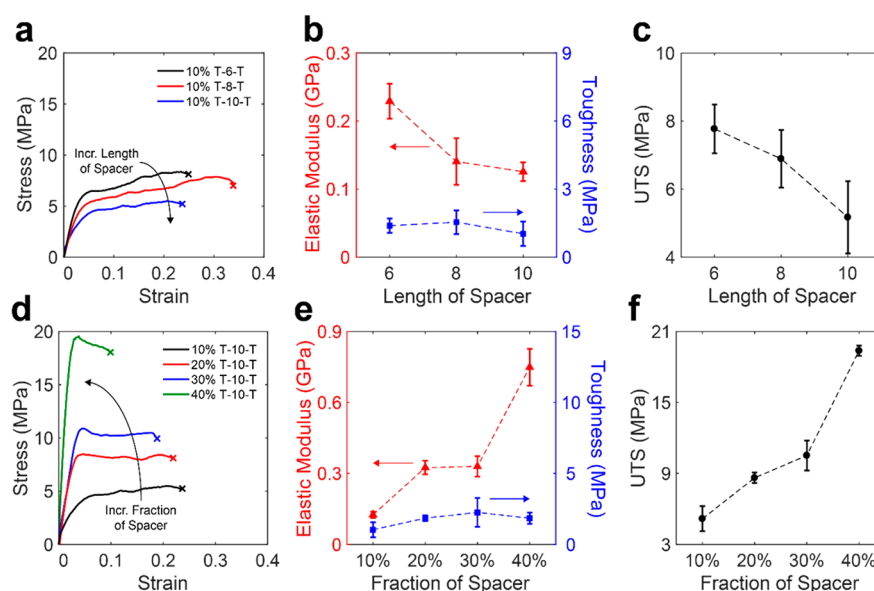 a
20
15
10
5
0
Stress (MPa)
10% T-6-T
10% T-8-T
10% T-10-T
Incr. Length
of Spacer
0 0.1 0.2 0.3 0.4
Strain
b
0.3
0.2
0.1
0
Elastic Modulus (GPa)
9
6
3
0
Toughness (MPa)
6 8 10
Length of Spacer
c
10
8
6
4
UTS (MPa)
6 8 10
Length of Spacer
d
20
15
10
5
0
Stress (MPa)
10% T-10-T
20% T-10-T
30% T-10-T
40% T-10-T
Incr. Fraction
of Spacer
0 0.1 0.2 0.3 0.4
Strain
e
0.9
0.6
0.3
0
Elastic Modulus (GPa)
15
10
5
0
Toughness (MPa)
10% 20% 30% 40%
Fraction of Spacer
f
21
15
9
3
UTS (MPa)
10% 20% 30% 40%
Fraction of Spacer